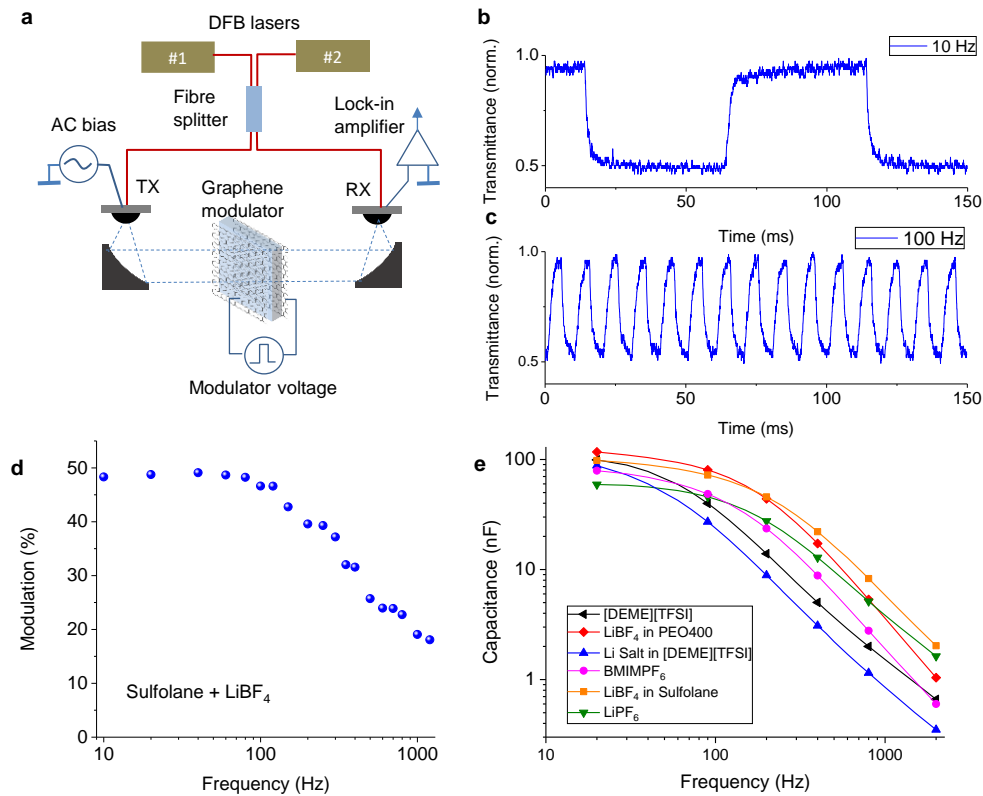 a
DFB lasers
#1
#2
Fibre
splitter
Lock-in
amplifier
AC bias
TX
RX
Graphene
modulator
Modulator voltage
b
10 Hz
Transmittance (norm.)
1.0
0.5
0
50
100
150
Time (ms)
c
100 Hz
Transmittance (norm.)
1.0
0.5
0
50
100
150
Time (ms)
d
Modulation (%)
50
40
30
20
10
0
10
100
1000
Frequency (Hz)
Sulfolane + LiBF4
e
Capacitance (nF)
100
10
1
[DEME][TFSI]
LiBF4 in PEO400
Li Salt in [DEME][TFSI]
BMIMPF6
LiBF4 in Sulfolane
LiPF6
10
100
1000
Frequency (Hz)